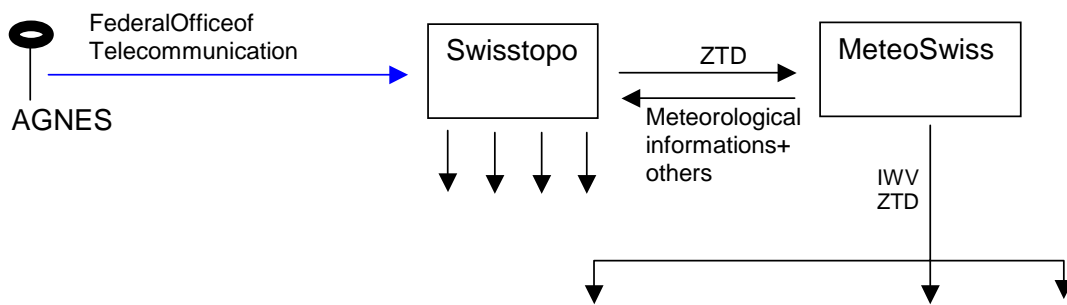 FederalOfficeof
Telecommunication
AGNES
Swisstopo
ZTD
Meteorological
informations+
others
MeteoSwiss
IWV
ZTD